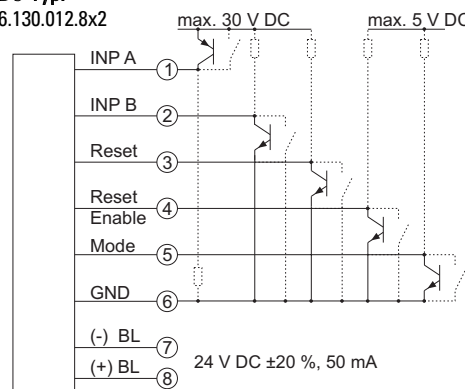 6.130.012.8x2
max. 30 V DC
max. 5 V DC
INP A
1
INP B
2
Reset
3
Reset
Enable
4
Mode
5
GND
6
(-) BL
7
24 V DC ±20 %, 50 mA
(+) BL
8